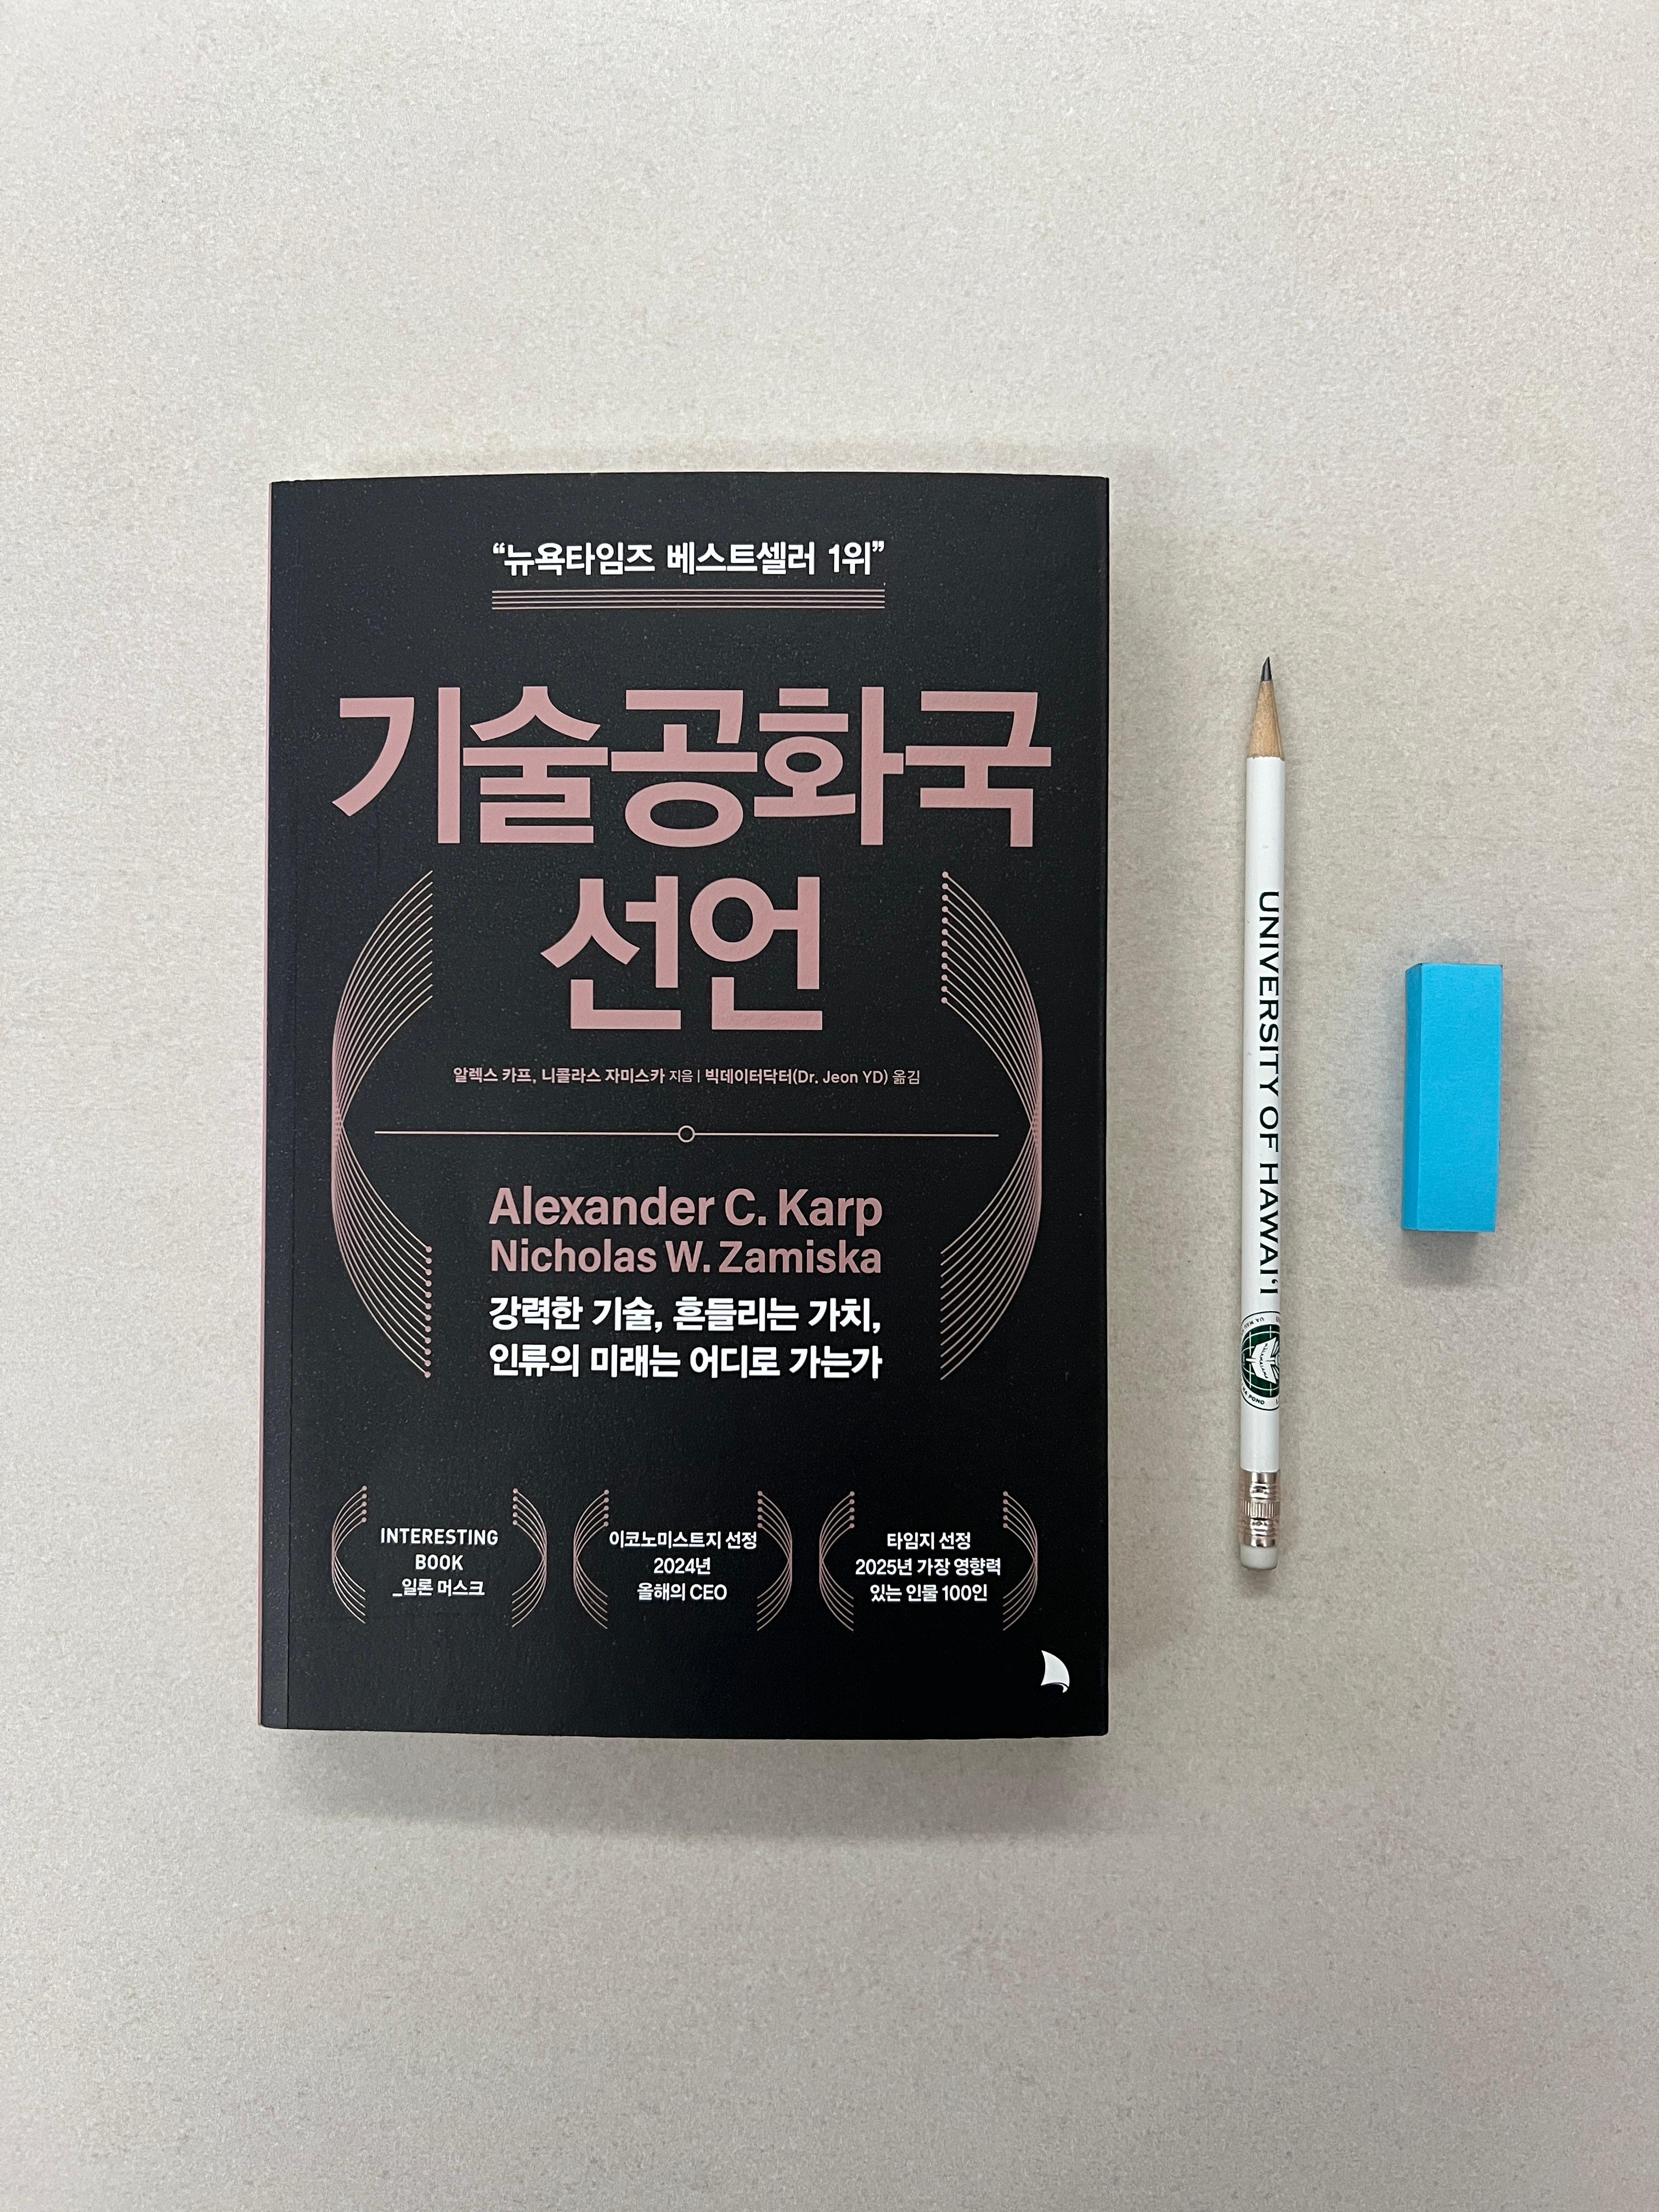 “뉴욕타임즈 베스트셀러 1위”
기술공화국
선언
알렉스 카프, 니콜라스 자미스카 지음 | 빅데이터닥터(Dr. Jeon YD) 옮김
Alexander C. Karp
Nicholas W. Zamiska
강력한 기술, 흔들리는 가치,
인류의 미래는 어디로 가는가
INTERESTING
BOOK
_일론 머스크
이코노미스트지 선정
2024년
올해의 CEO
타임지 선정
2025년 가장 영향력
있는 인물 100인
UNIVERSITY OF HAWAIʻI